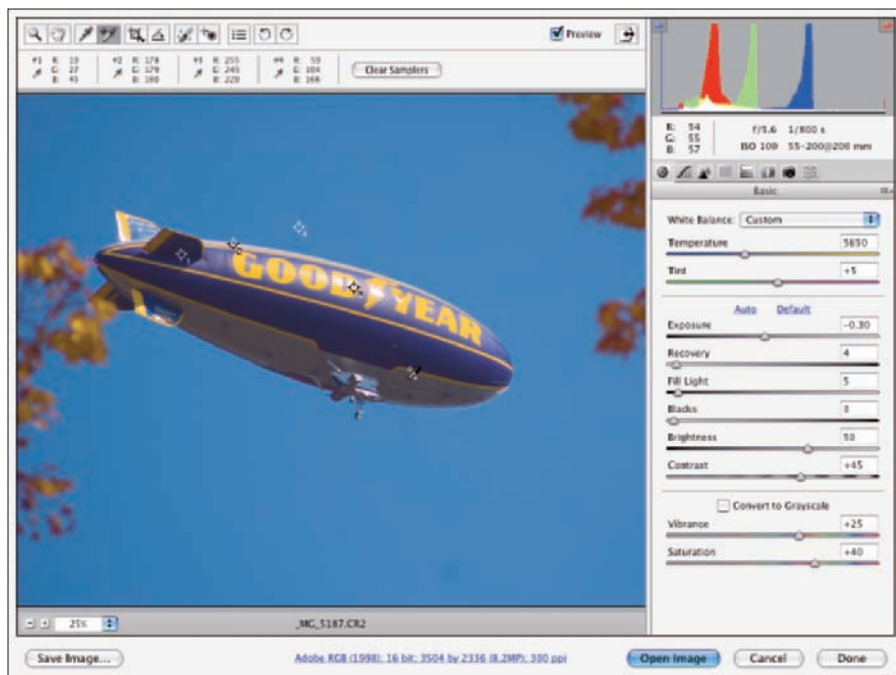 Preview
#1 R: 19 #2 R: 178 #3 R: 255 #4 R: 59
G: 27 G: 179 G: 245 G: 104
B: 45 B: 180 B: 220 B: 168
Clear Samplers
R: 54
G: 55
B: 57
f/5.6 1/800 s
ISO 100 55-200@200 mm
Basic
White Balance: Custom
Temperature 5650
Tint +5
Auto Default
Exposure -0.30
Recovery 4
Fill Light 5
Blacks 3
Brightness 50
Contrast +45
Convert to Grayscale
Vibrance +25
Saturation +40
GOODYEAR
25%
_MG_5187.CR2
Save Image...
Adobe RGB (1998); 16 bit; 3504 by 2336 (8.2MP); 300 ppi
Open Image Cancel Done